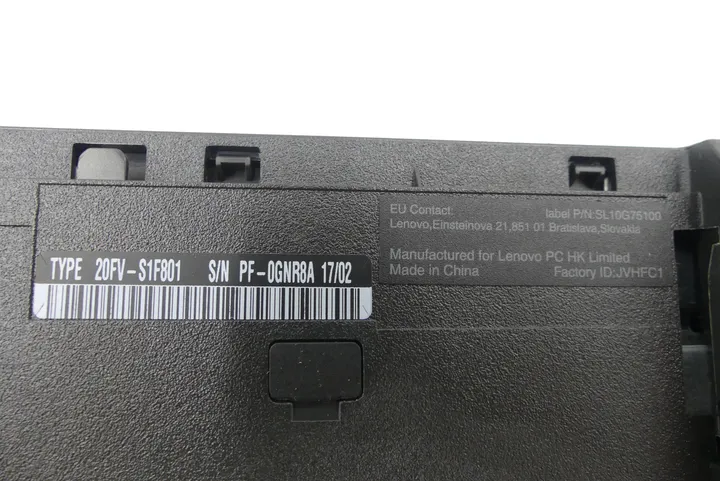 TYPE 20FV-S1F801 S/N PF-0GNR8A 17/02
EU Contact: label P/N:SL10G75100
Lenovo,Einsteinova 21,851 01 Bratislava,Slovakia
Manufactured for Lenovo PC HK Limited
Made in China Factory ID:JVHFC1